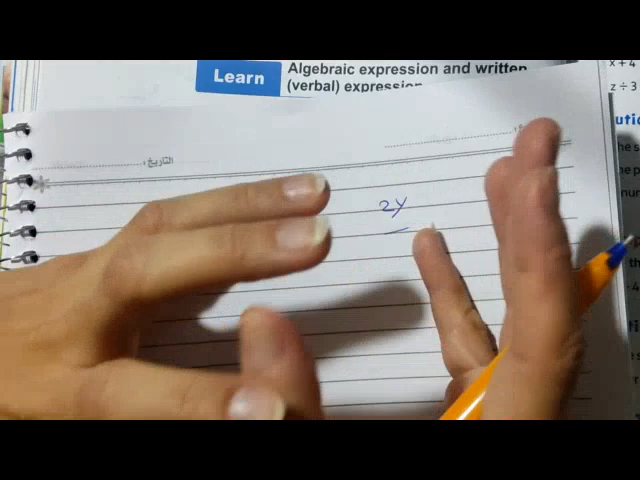 Learn
Algebraic expression and written
(verbal) expression
x + 4
z ÷ 3
التاريخ :
2y